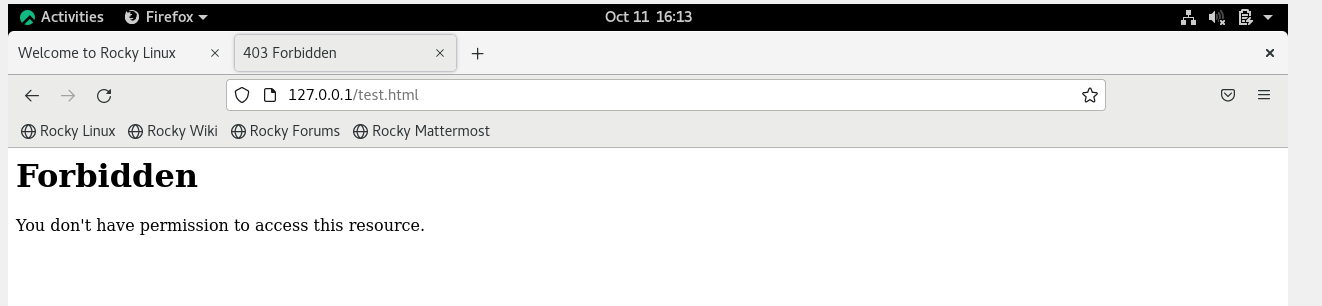 Activities Firefox Oct 11 16:13
Welcome to Rocky Linux 403 Forbidden
127.0.0.1/test.html
Rocky Linux Rocky Wiki Rocky Forums Rocky Mattermost
Forbidden
You don't have permission to access this resource.